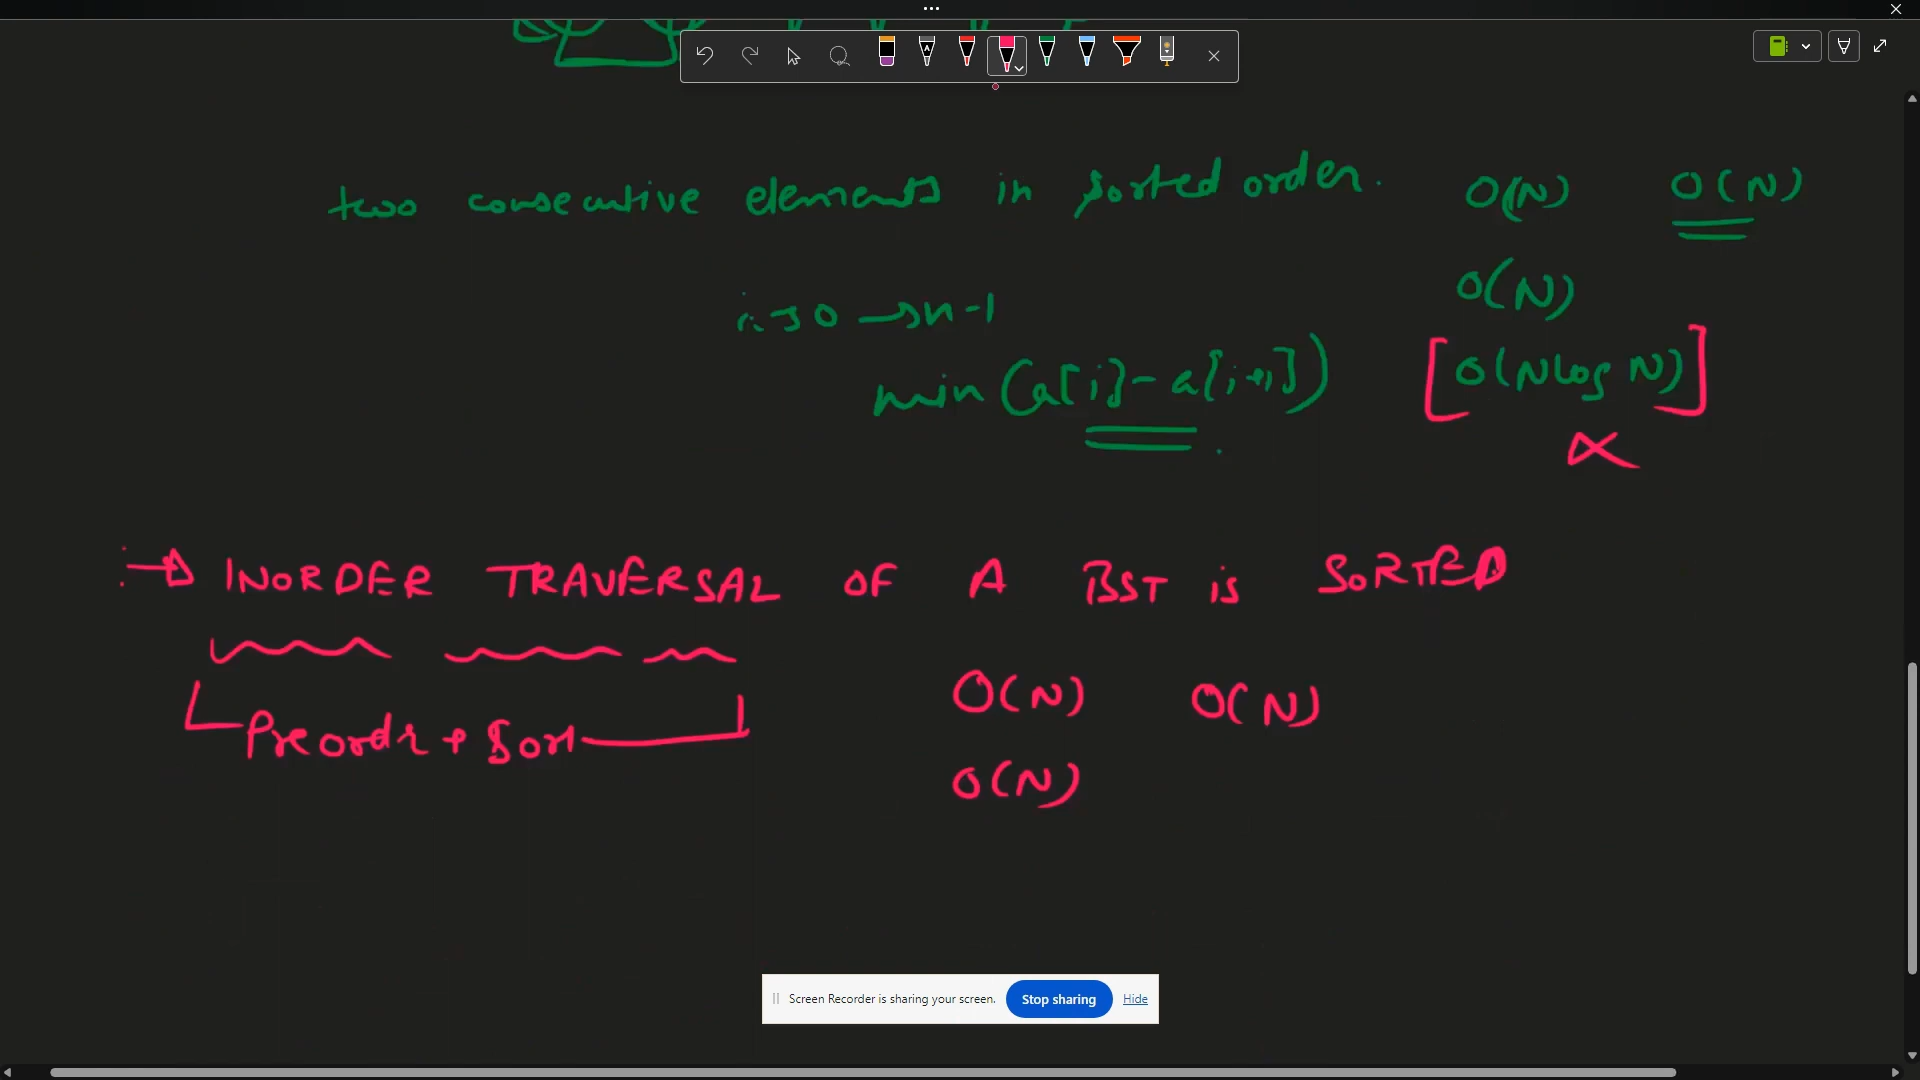 two consecutive elements in sorted order. O(N) O(N)
O(N)
i → 0 → n-1
min (a[i] - a[i+1]) [O(N log N)]
→ INORDER TRAVERSAL OF A BST is SORTED
O(N) O(N)
Preordr + Sort
O(N)
Screen Recorder is sharing your screen. Stop sharing Hide